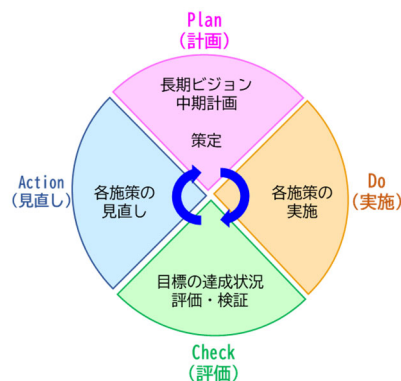 Plan
(計画)
長期ビジョン
中期計画
策定
Action
(見直し)
各施策の
見直し
各施策の
実施
Do
(実施)
目標の達成状況
評価・検証
Check
(評価)